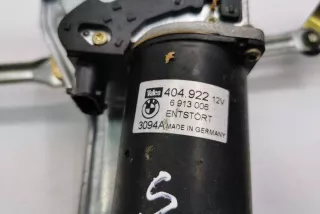 Valeo 404.922 12V
6 913 006
ENTSTÖRT
3094A MADE IN GERMANY
S